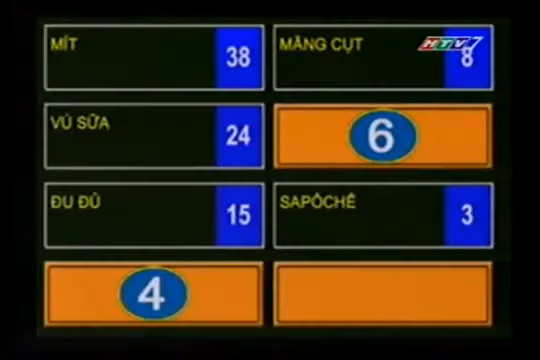 MÍT
38
VÚ SỮA
24
ĐU ĐỦ
15
4
MĂNG CỤT
8
HTV7
6
SAPÔCHÊ
3